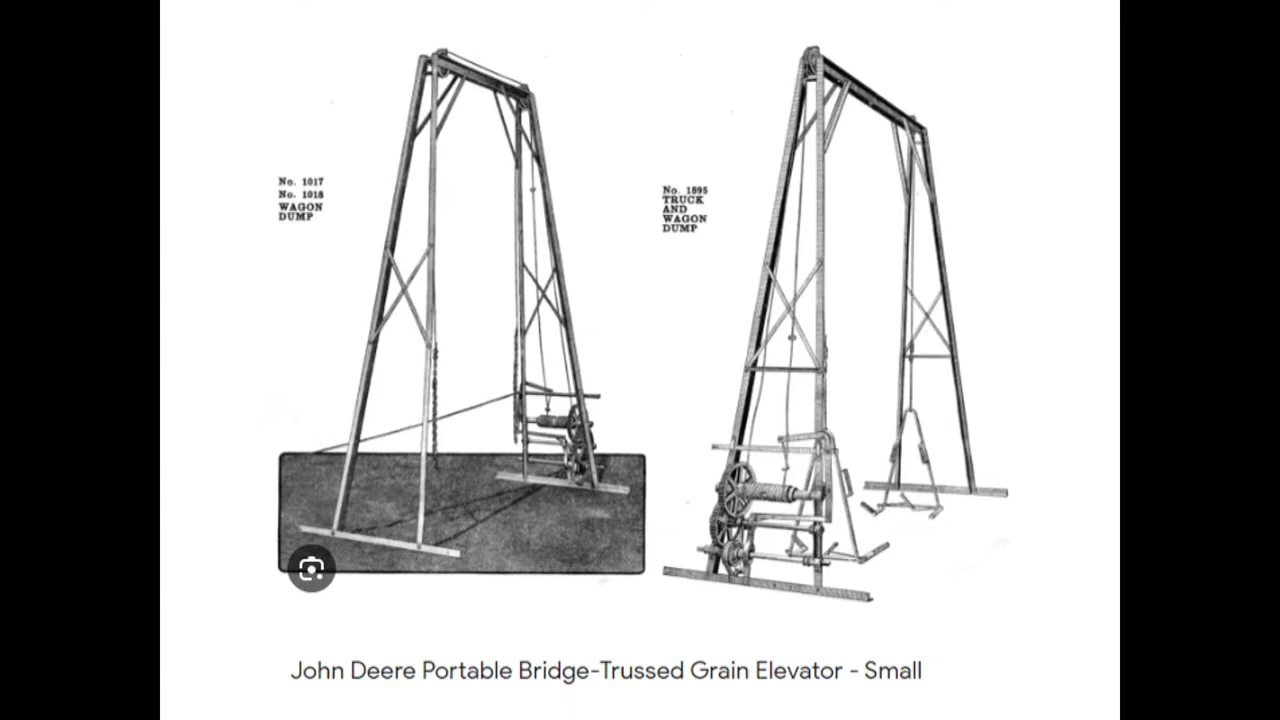 No. 1017
No. 1018
WAGON
DUMP
No. 1895
TRUCK
AND
WAGON
DUMP
John Deere Portable Bridge-Trussed Grain Elevator - Small